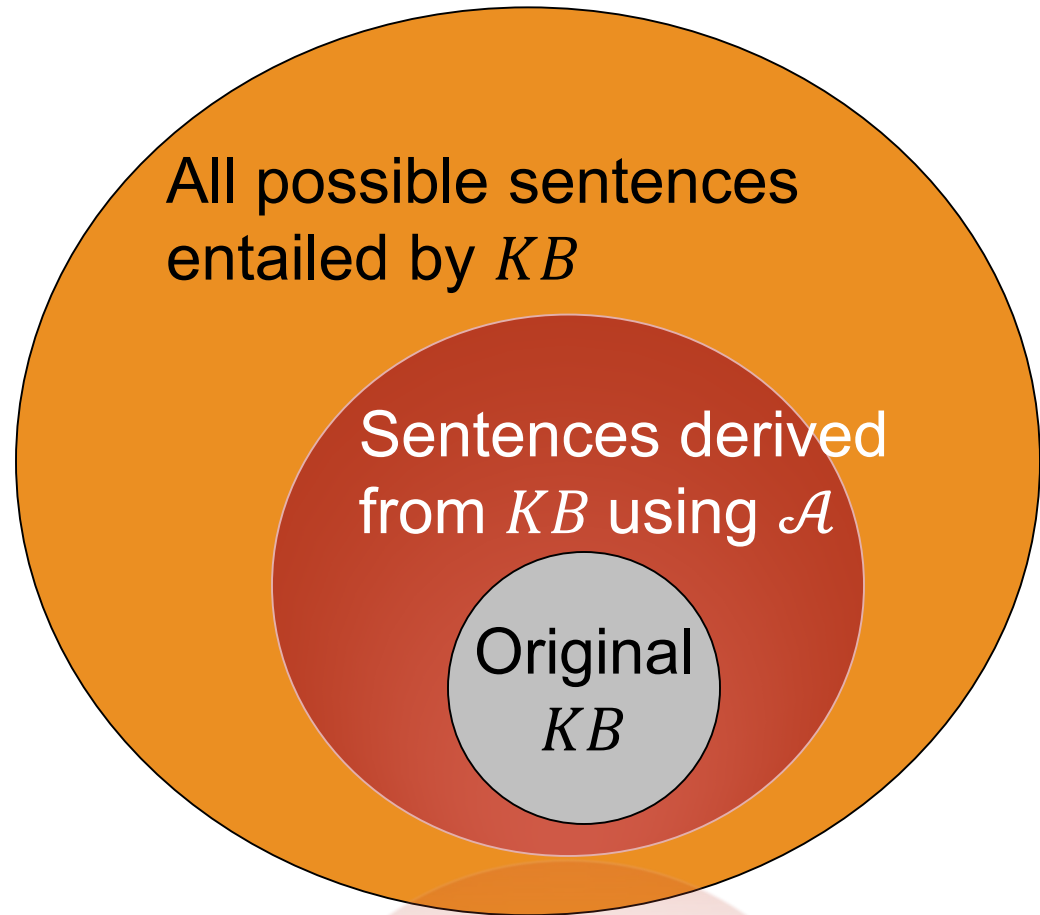 All possible sentences
entailed by 𝐾𝐵
Sentences derived
from 𝐾𝐵 using 𝒜
Original
𝐾𝐵